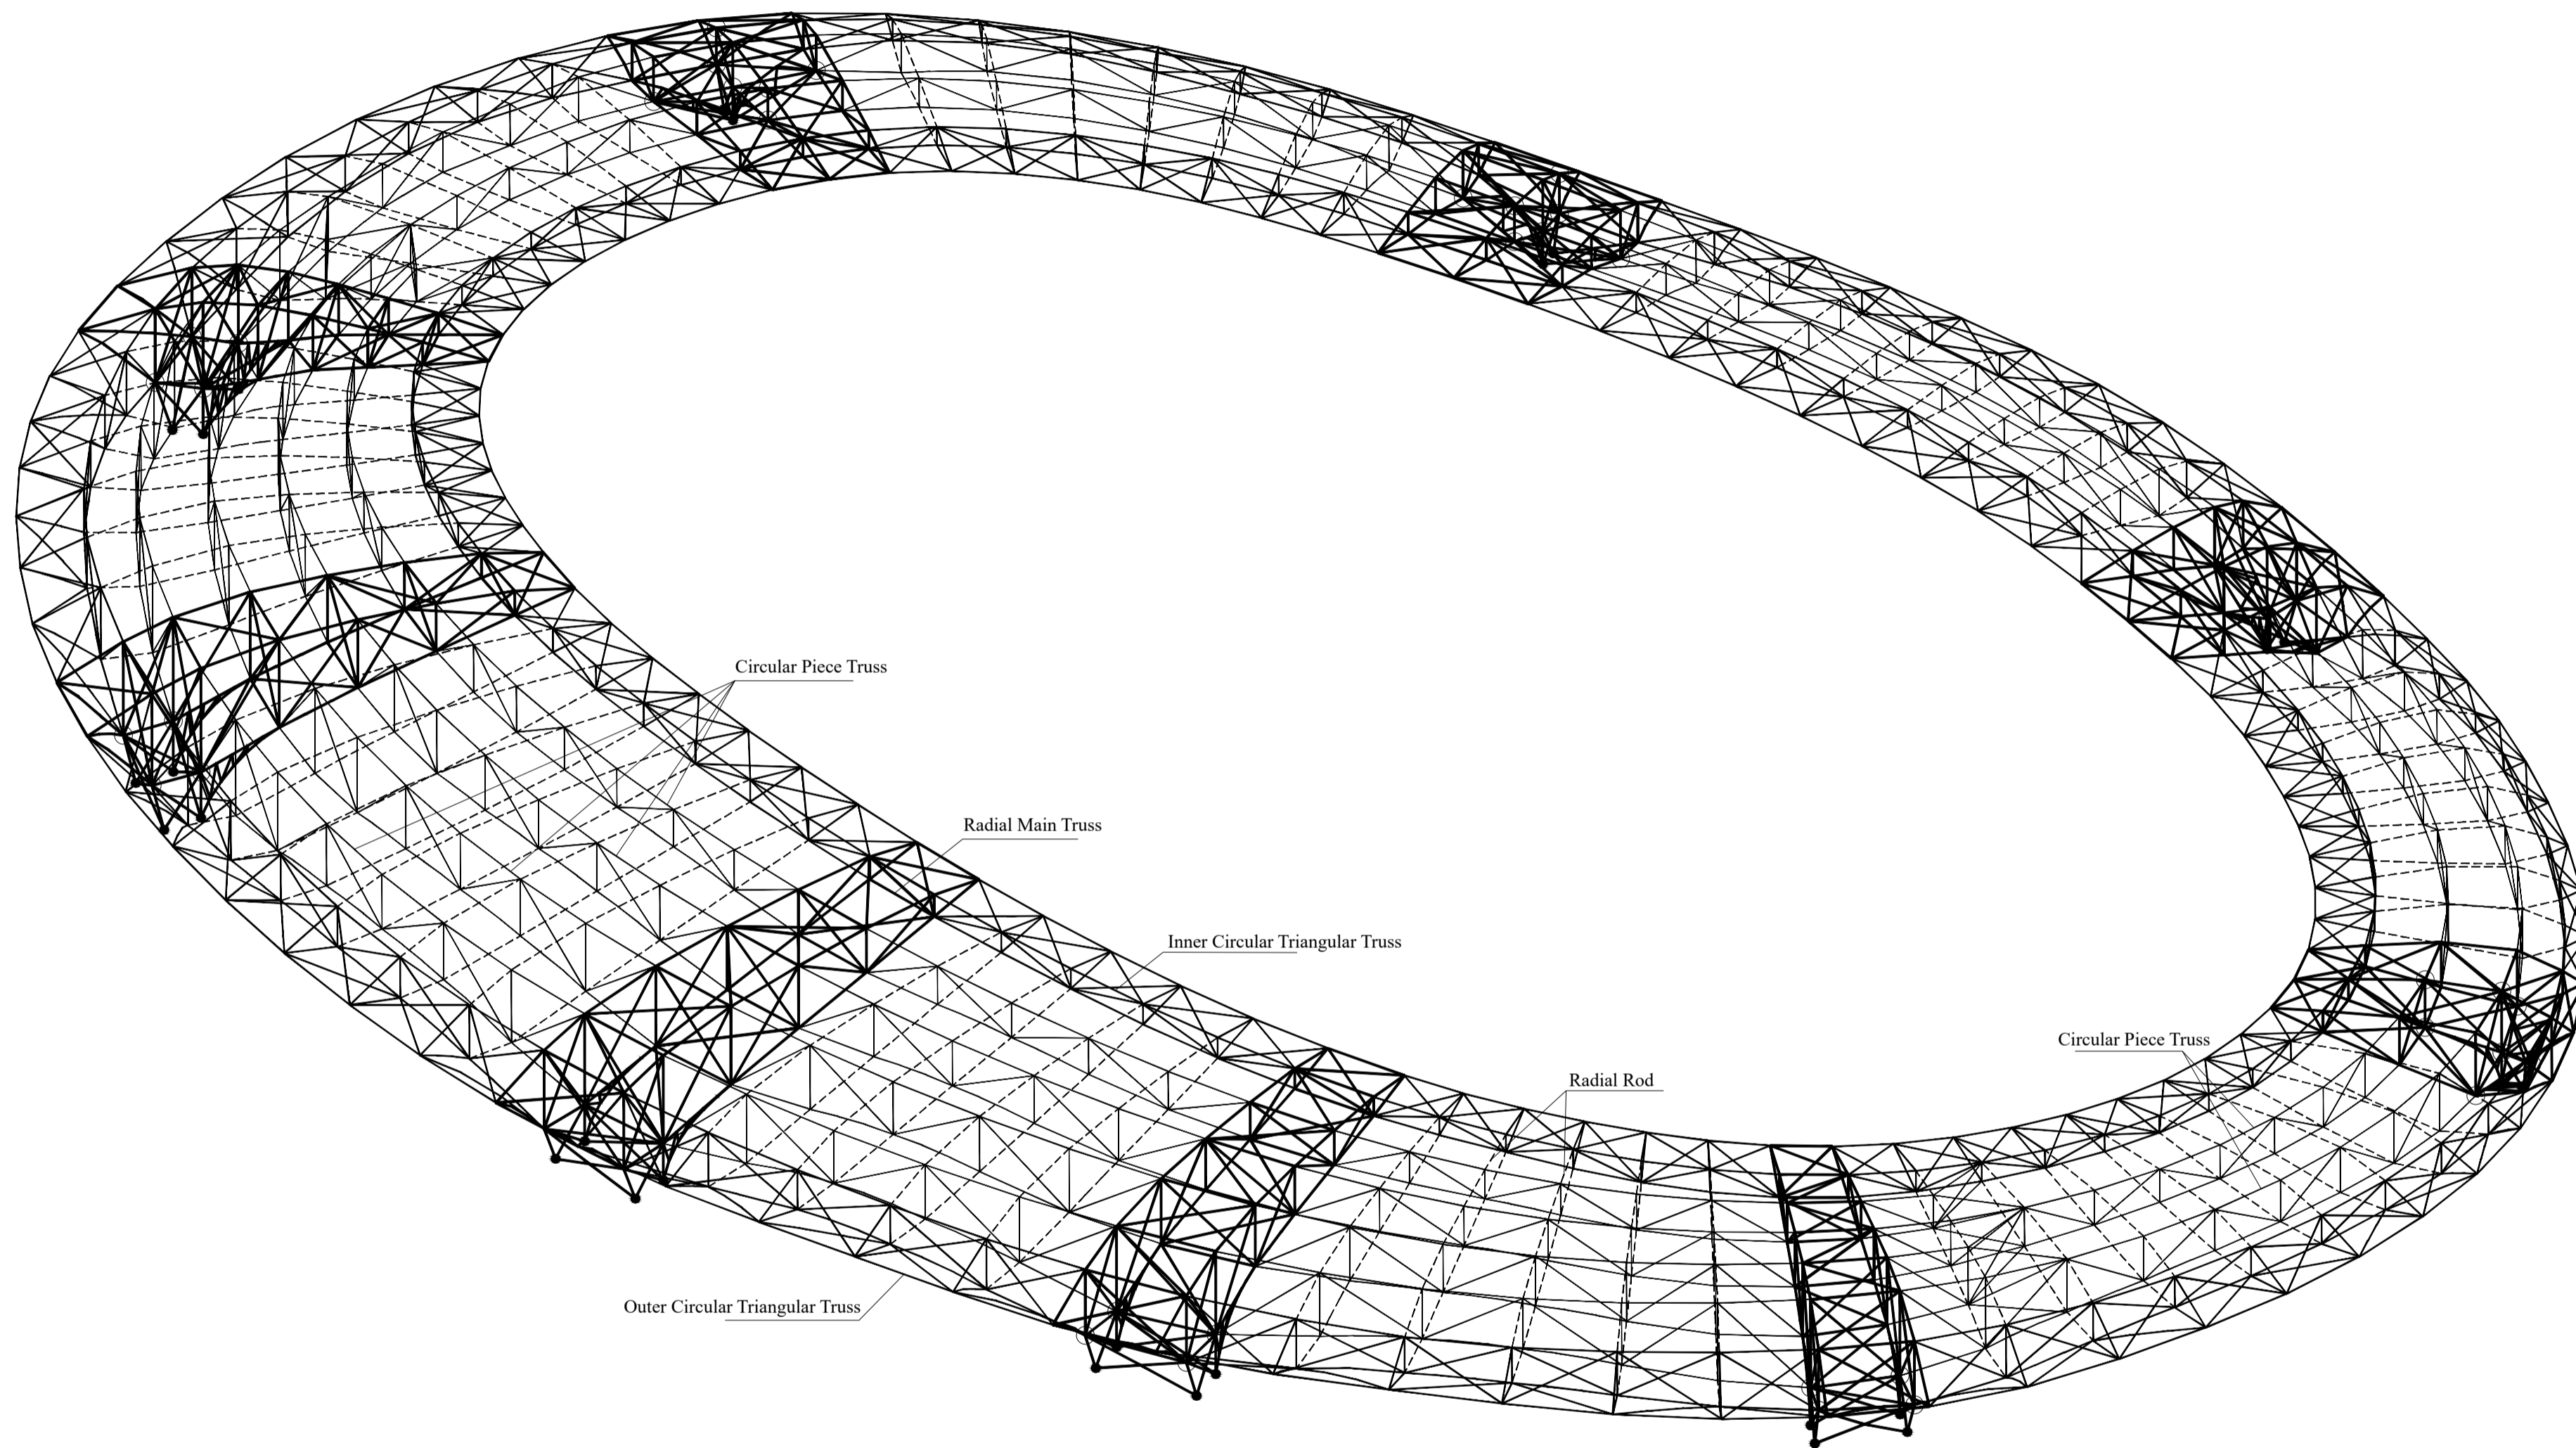 Circular Piece Truss
Radial Main Truss
Inner Circular Triangular Truss
Circular Piece Truss
Radial Rod
Outer Circular Triangular Truss